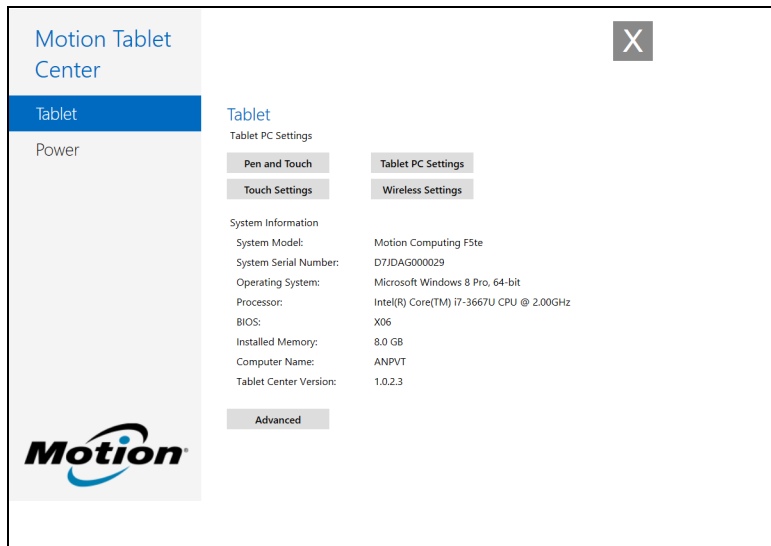 Motion Tablet
Center
X
Tablet
Power
Tablet
Tablet PC Settings
Pen and Touch
Tablet PC Settings
Touch Settings
Wireless Settings
System Information
System Model: Motion Computing F5te
System Serial Number: D7JDAG000029
Operating System: Microsoft Windows 8 Pro, 64-bit
Processor: Intel(R) Core(TM) i7-3667U CPU @ 2.00GHz
BIOS: X06
Installed Memory: 8.0 GB
Computer Name: ANPVT
Tablet Center Version: 1.0.2.3
Advanced
Motion